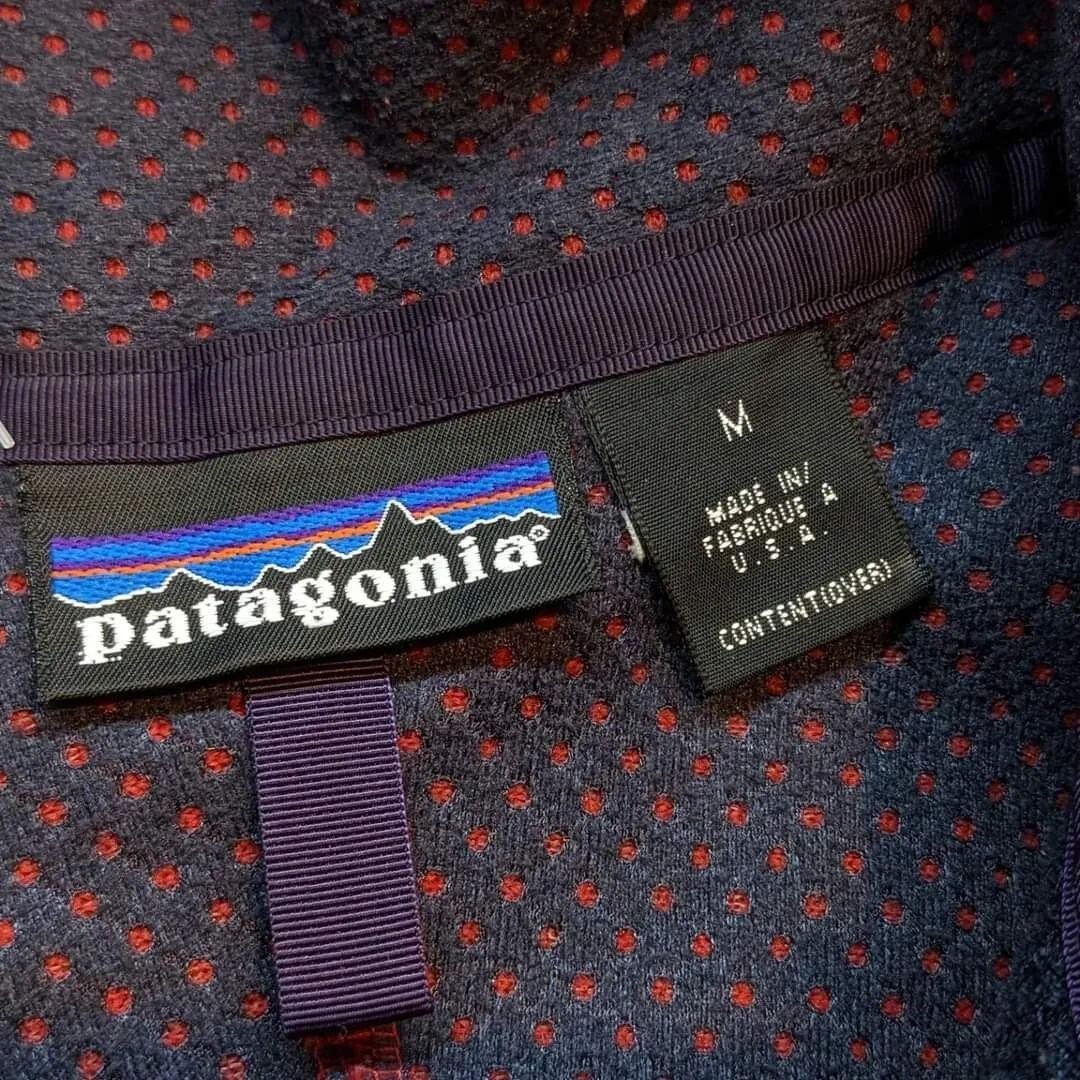 patagonia®
M
MADE IN/
FABRIQUE A
U.S.A.
CONTENT(OVER)